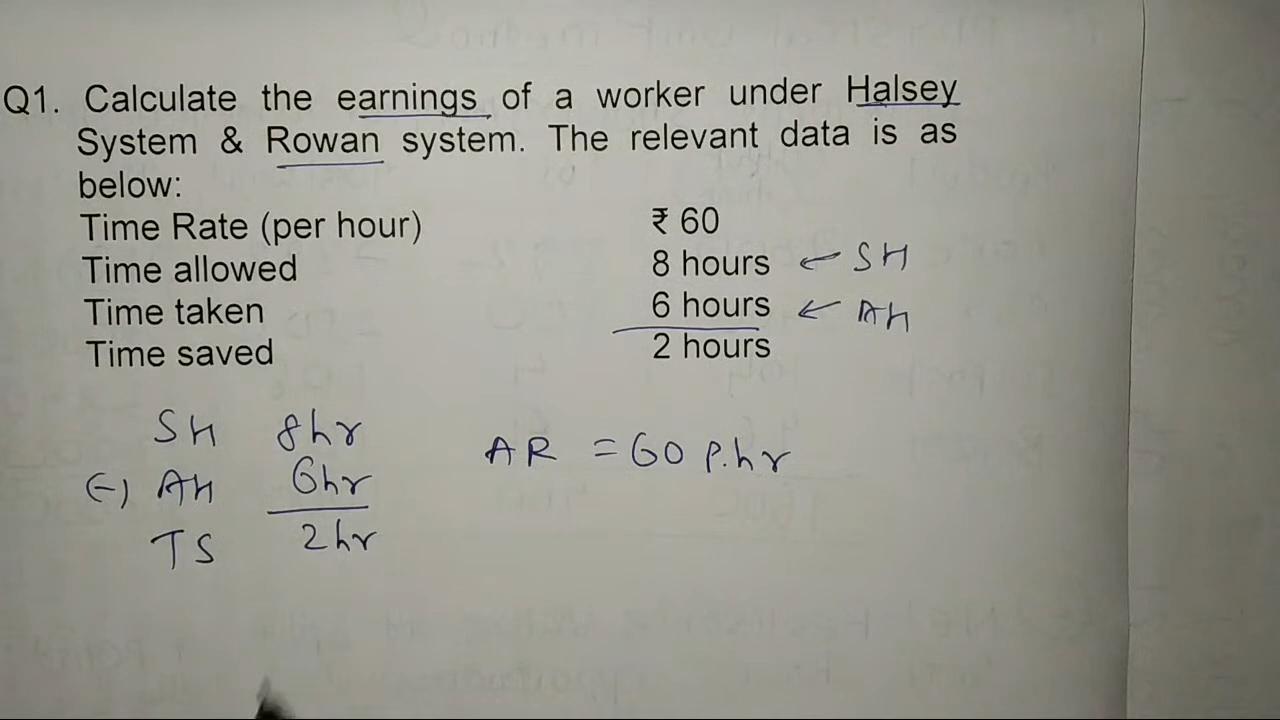 Q1. Calculate the earnings of a worker under Halsey
System & Rowan system. The relevant data is as
below:
Time Rate (per hour) ₹ 60
Time allowed 8 hours ← SH
Time taken 6 hours ← AH
Time saved 2 hours
SH 8hr
(-) AH 6hr
TS 2hr
AR = 60 p.hr